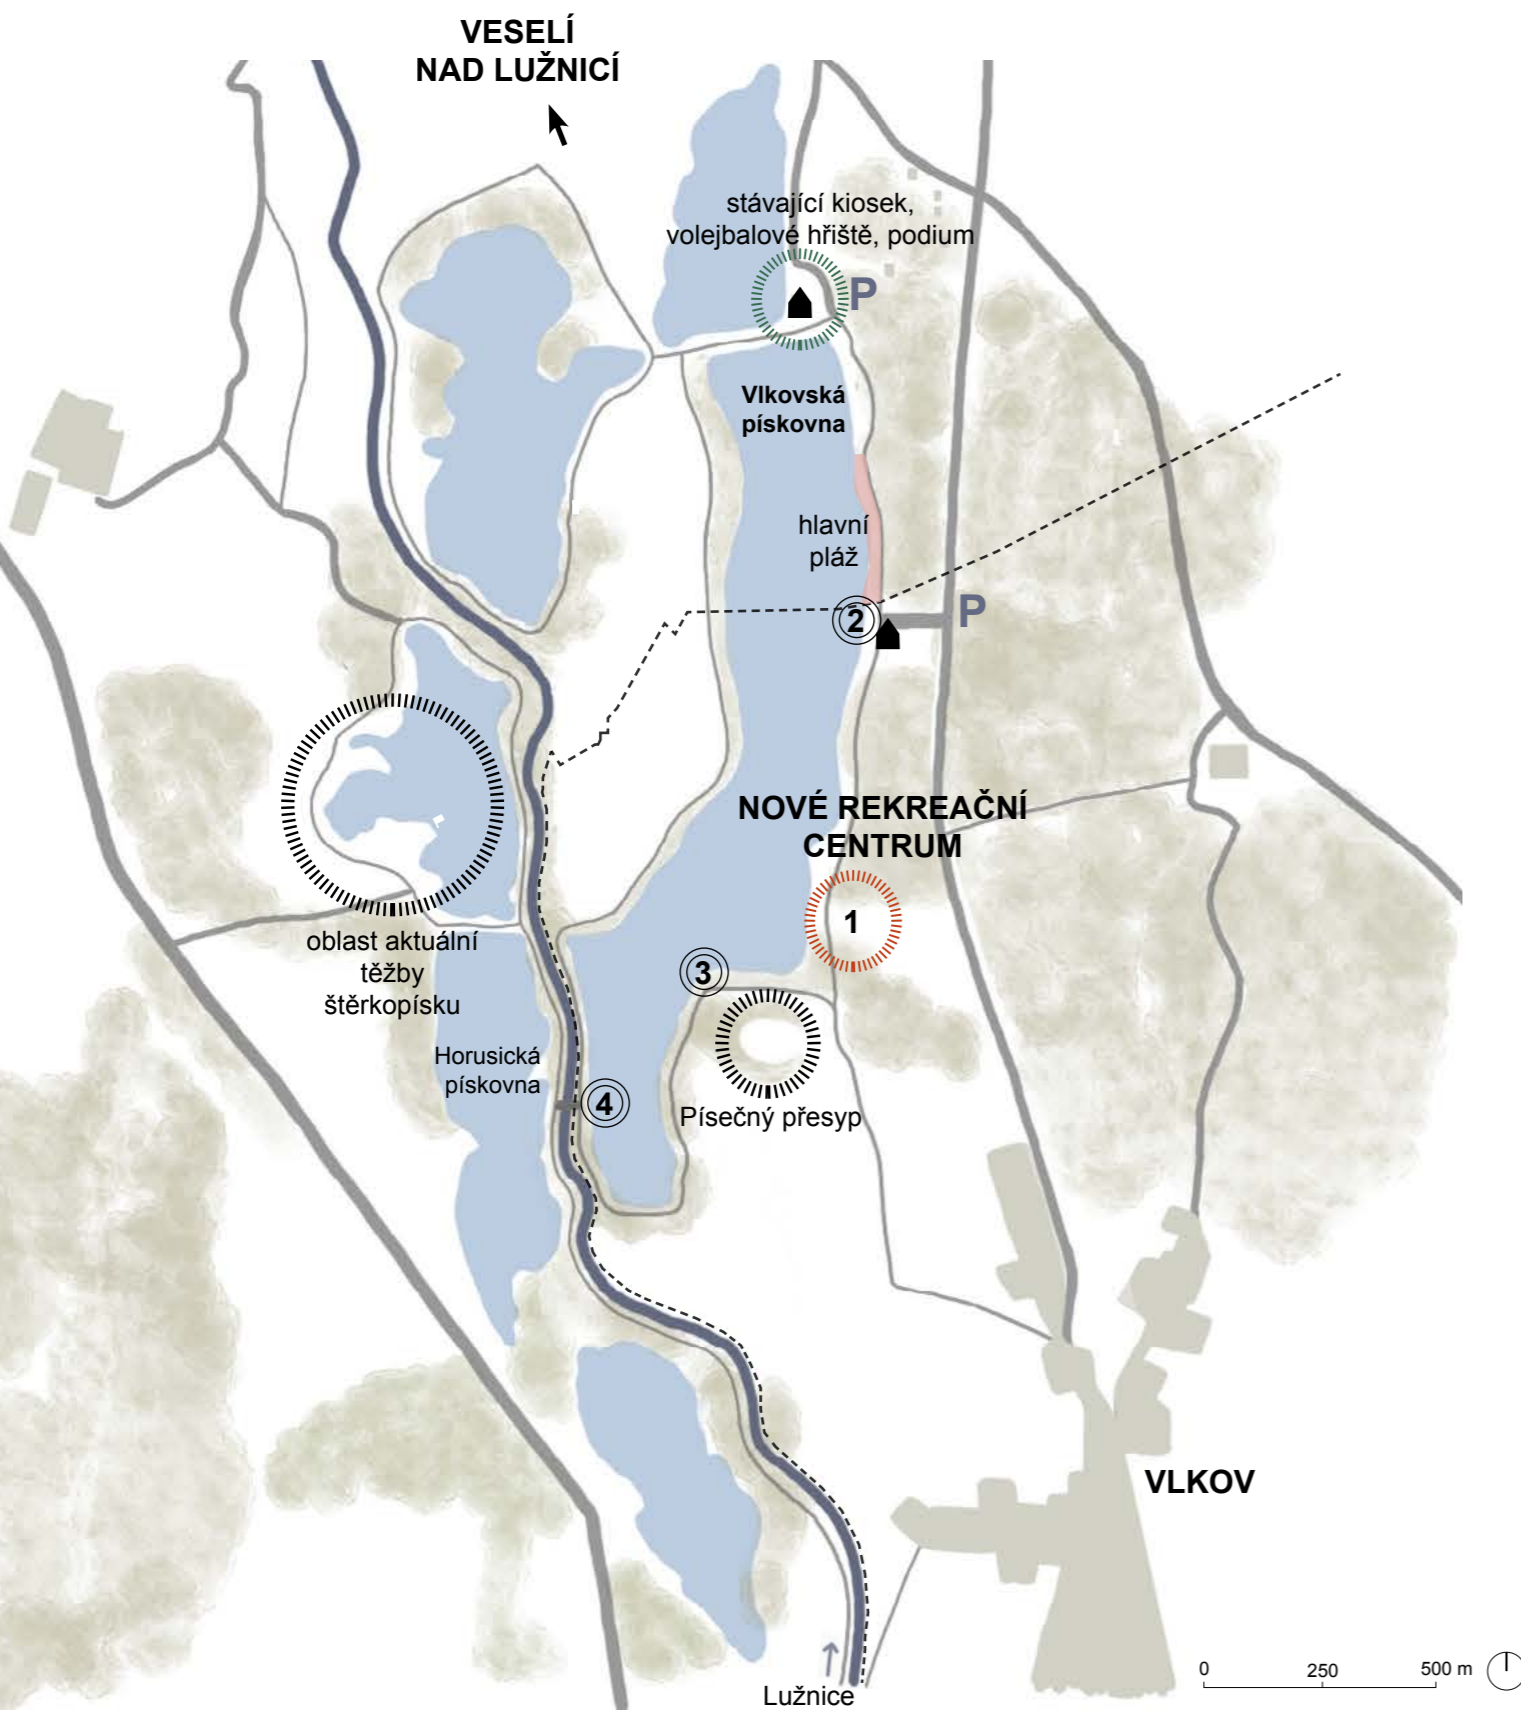 VESELÍ
NAD LUŽNICÍ
stávající kiosek,
volejbalové hřiště, podium
P
Vlkovská
pískovna
hlavní
pláž
2
P
NOVÉ REKREAČNÍ
CENTRUM
1
oblast aktuální
těžby
štěrkopísku
3
Horusická
pískovna
4
Písečný přesyp
VLKOV
0 250 500 m
Lužnice